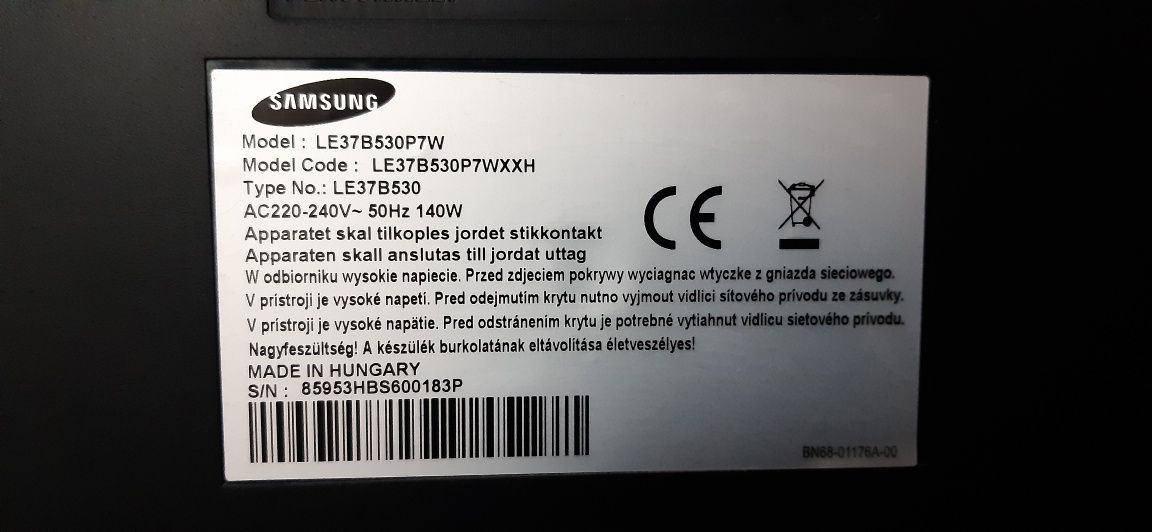 SAMSUNG
Model : LE37B530P7W
Model Code : LE37B530P7WXXH
Type No.: LE37B530
AC220-240V~ 50Hz 140W
Apparatet skal tilkoples jordet stikkontakt
Apparaten skall anslutas till jordat uttag
W odbiorniku wysokie napiecie. Przed zdjeciem pokrywy wyciagnac wtyczke z gniazda sieciowego.
V prístroji je vysoké napetí. Pred odejmutím krytu nutno vyjmout vidlici sítového prívodu ze zásuvky.
V prístroji je vysoké napätie. Pred odstránením krytu je potrebné vytiahnut vidlicu sietového prívodu.
Nagyfeszültség! A készülék burkolatának eltávolítása életveszélyes!
MADE IN HUNGARY
S/N : 85953HBS600183P
CE
BN68-01176A-00